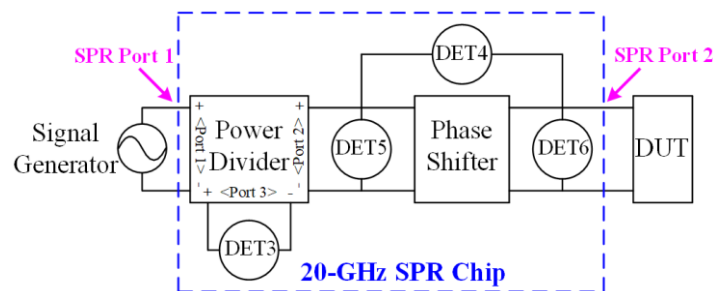 DET4
SPR Port 1
SPR Port 2
Signal
Generator
+ <Port 1> -
Power
Divider
+ <Port 2> -
+ <Port 3> -
DET3
DET5
Phase
Shifter
DET6
DUT
20-GHz SPR Chip